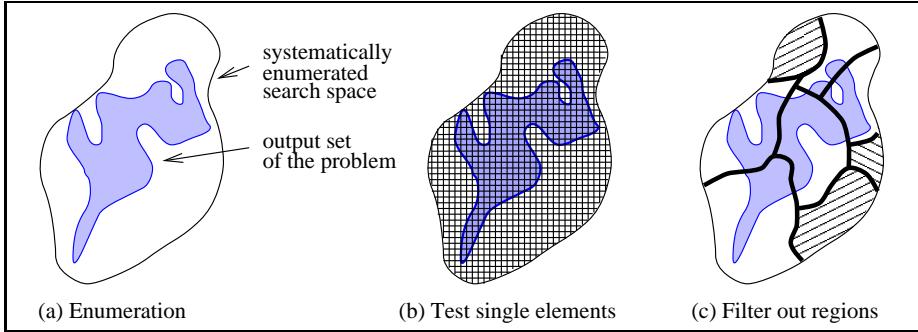 systematically
enumerated
search space
output set
of the problem
(a) Enumeration
(b) Test single elements
(c) Filter out regions